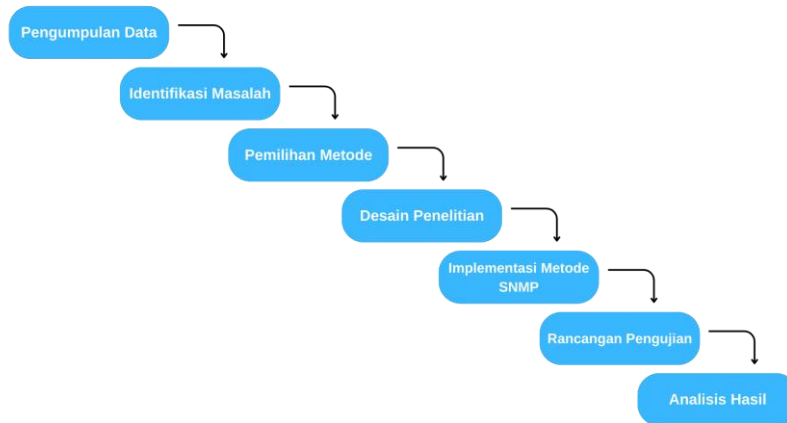 Pengumpulan Data
Identifikasi Masalah
Pemilihan Metode
Desain Penelitian
Implementasi Metode
SNMP
Rancangan Pengujian
Analisis Hasil